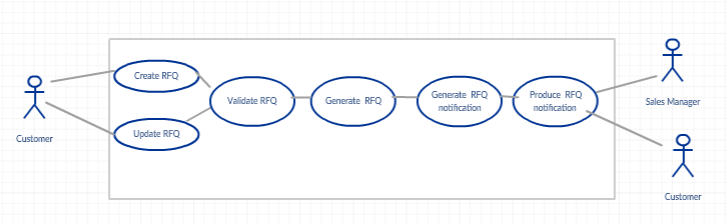 Create RFQ
Update RFQ
Validate RFQ
Generate RFQ
Generate RFQ
notification
Produce RFQ
notification
Customer
Sales Manager
Customer